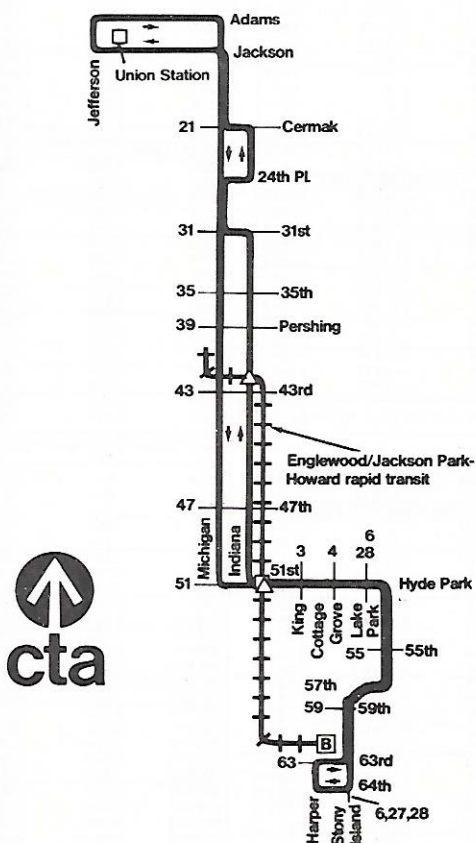 Adams
Jackson
Union Station
Jefferson
21
Cermak
24th Pl.
31
31st
35
35th
39
Pershing
43
43rd
Englewood/Jackson Park-
Howard rapid transit
47
47th
Michigan
Indiana
51
51st
3
4
6
28
Hyde Park
King
Cottage
Grove
Lake
Park
55
55th
57th
59
59th
B
63
63rd
64th
Harper
Stony
Island
6,27,28
cta